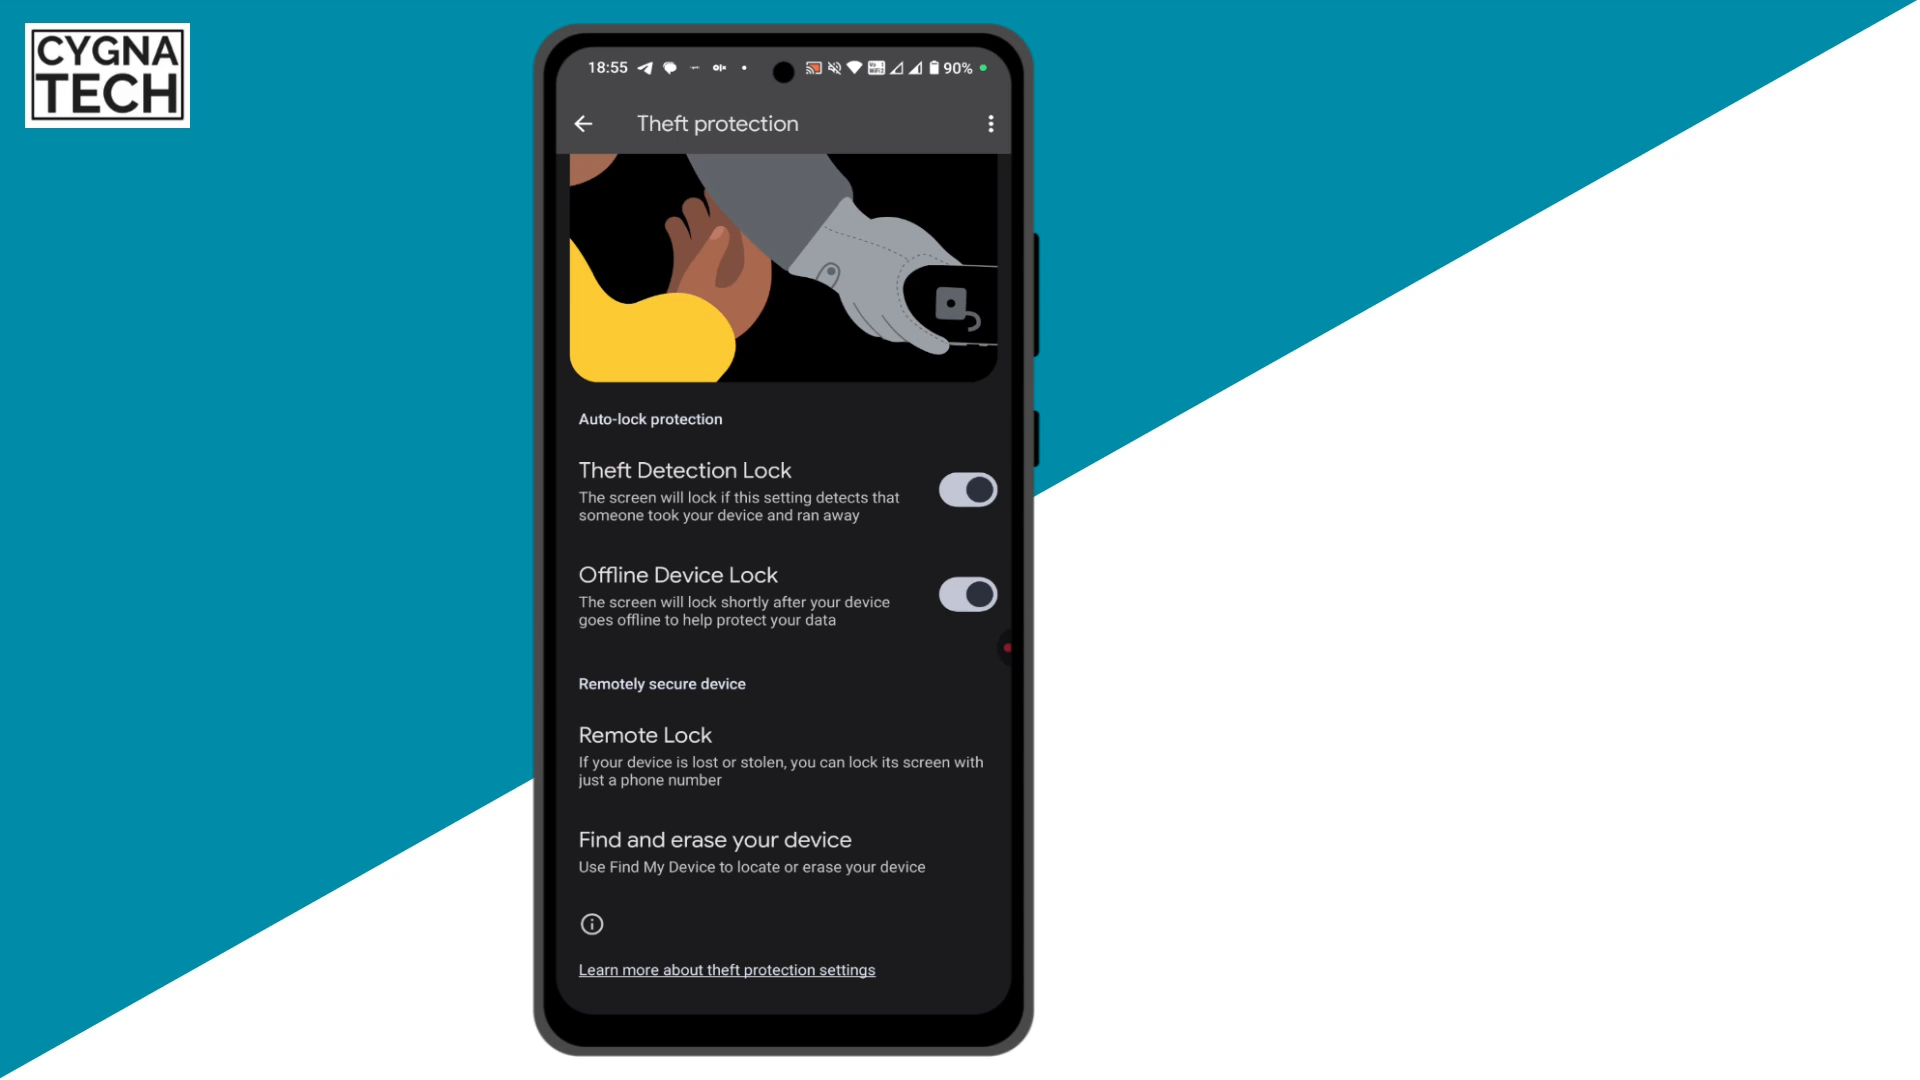 CYGNA
TECH
18:55
90%
Theft protection
Auto-lock protection
Theft Detection Lock
The screen will lock if this setting detects that
someone took your device and ran away
Offline Device Lock
The screen will lock shortly after your device
goes offline to help protect your data
Remotely secure device
Remote Lock
If your device is lost or stolen, you can lock its screen with
just a phone number
Find and erase your device
Use Find My Device to locate or erase your device
Learn more about theft protection settings